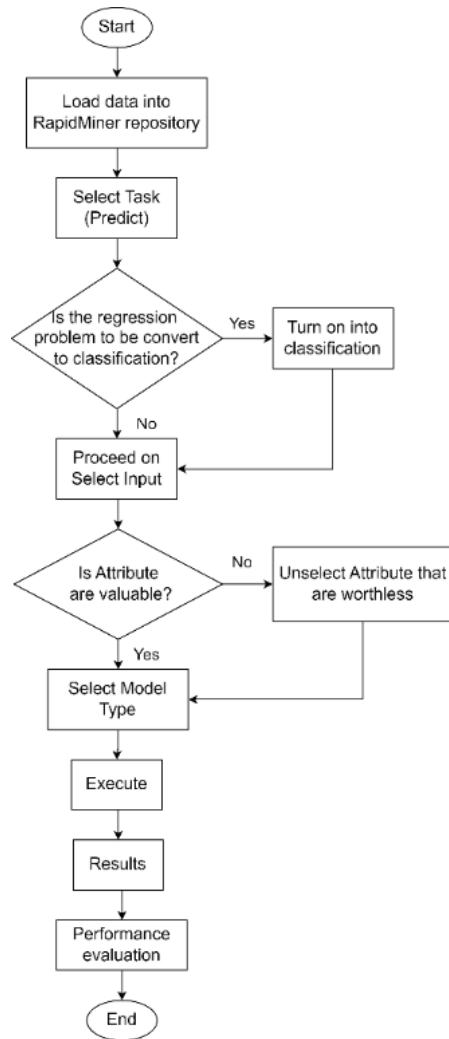 Start
Load data into
RapidMiner repository
Select Task
(Predict)
Is the regression
problem to be convert
to classification?
Yes
Turn on into
classification
No
Proceed on
Select Input
Is Attribute
are valuable?
No
Unselect Attribute that
are worthless
Yes
Select Model
Type
Execute
Results
Performance
evaluation
End